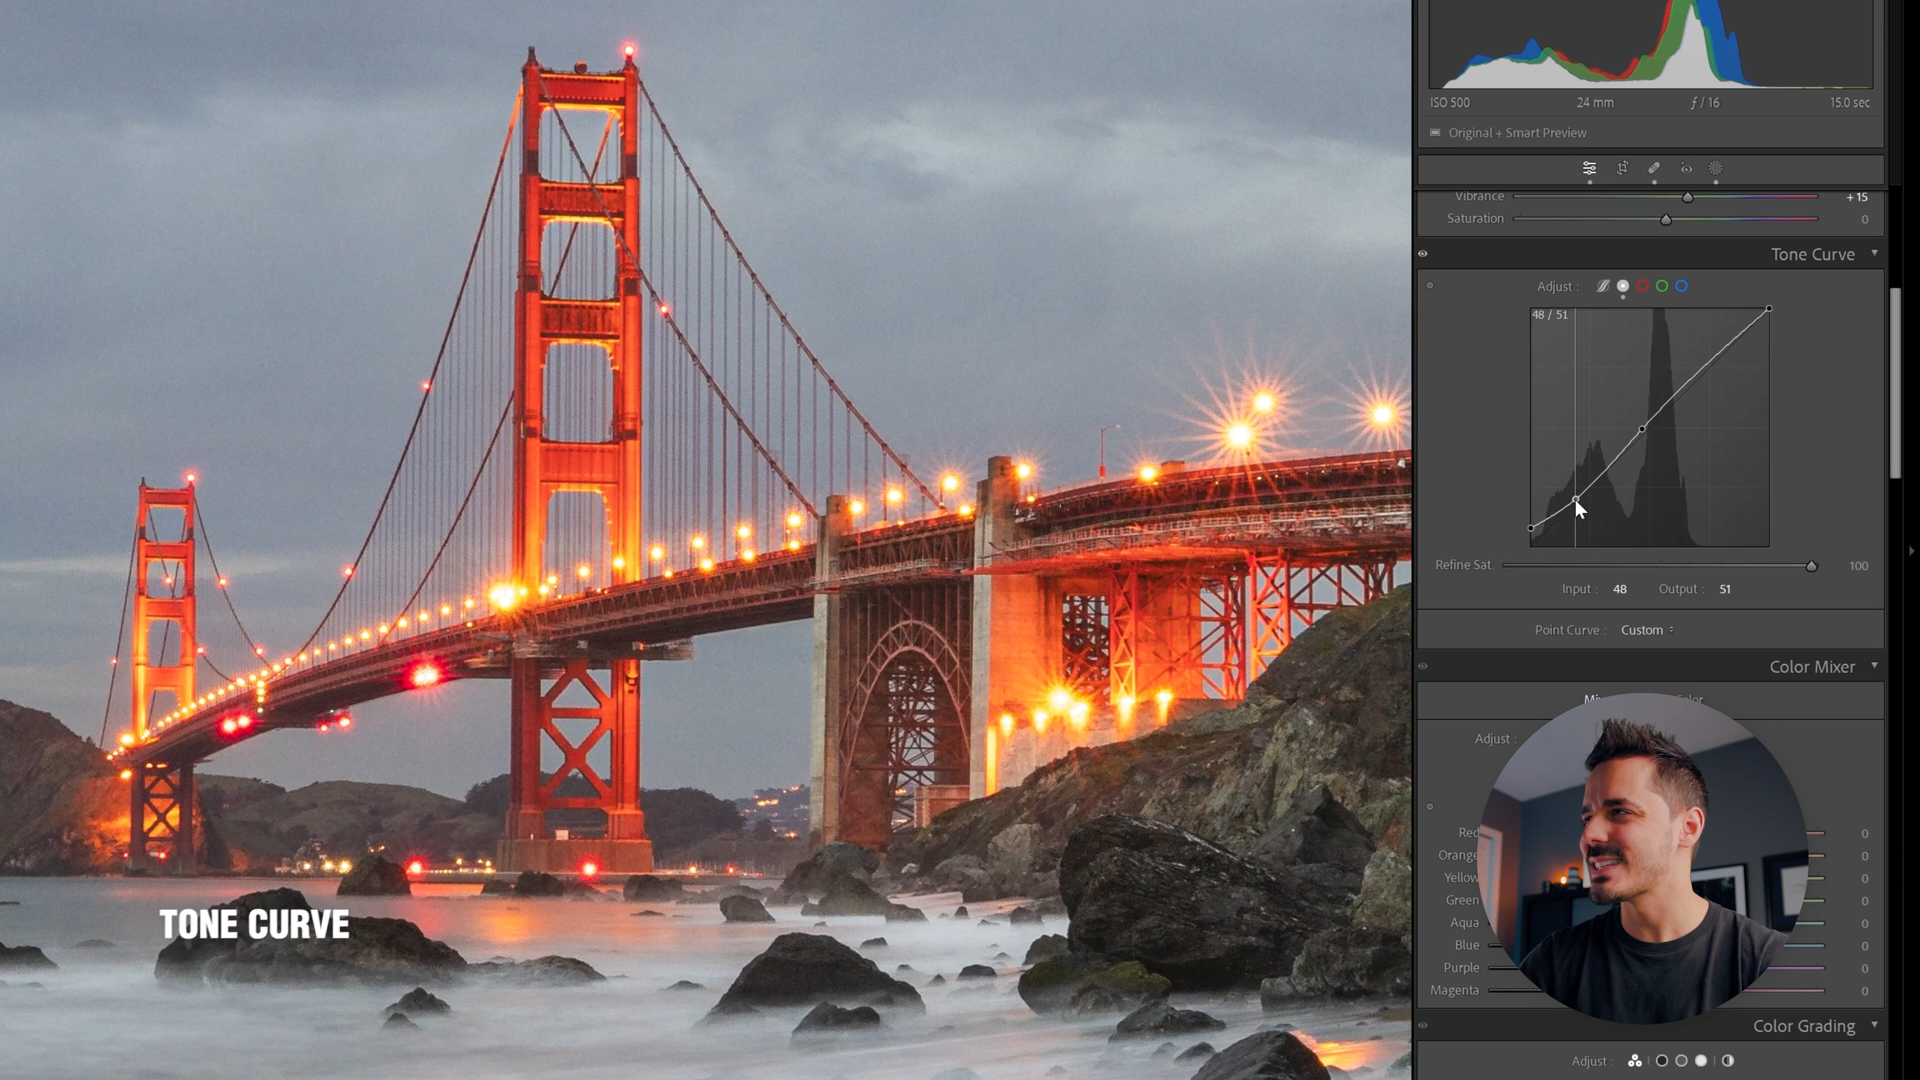 ISO 500 24 mm ƒ / 16 15.0 sec
Original + Smart Preview
Vibrance +15
Saturation 0
Tone Curve
Adjust :
48 / 51
Refine Sat. 100
Input : 48 Output : 51
Point Curve : Custom
Color Mixer
Adjust :
Red 0
Orange 0
Yellow 0
Green 0
Aqua 0
Blue 0
Purple 0
Magenta 0
Color Grading
Adjust :
TONE CURVE